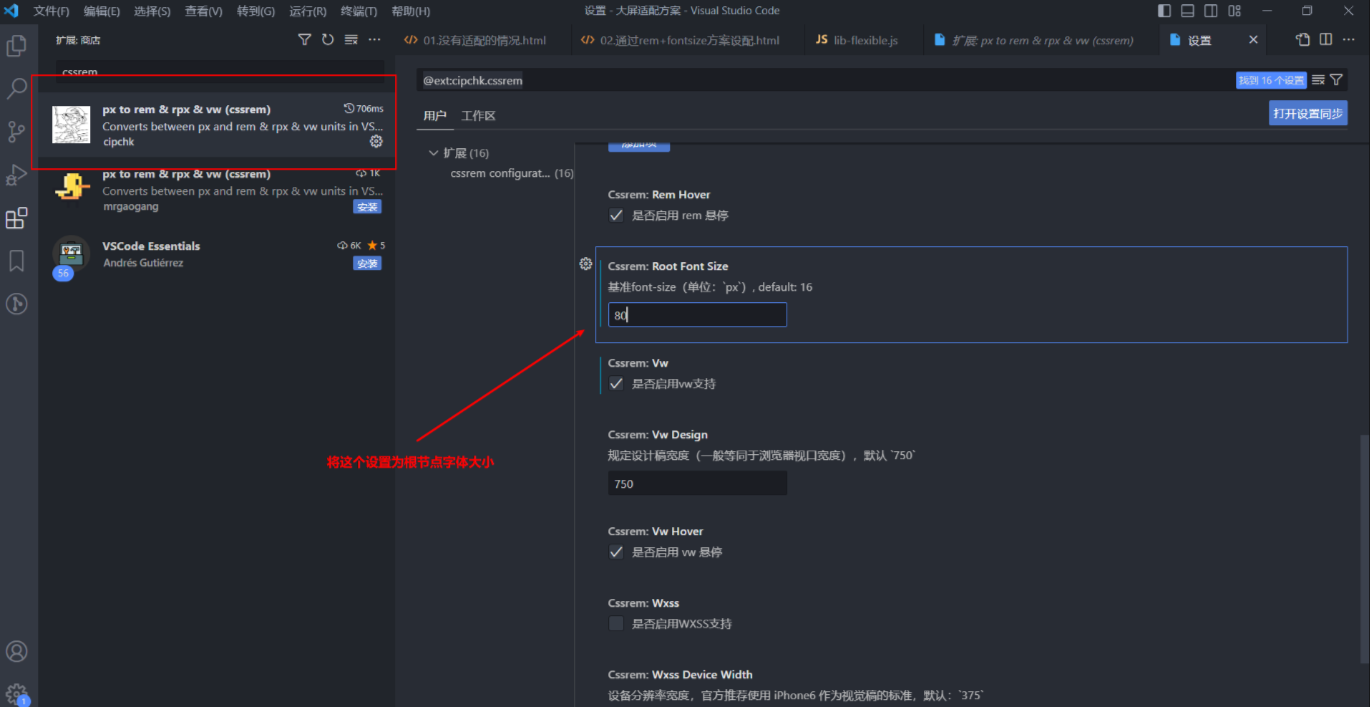 文件(F) 编辑(E) 选择(S) 查看(V) 转到(G) 运行(R) 终端(T) 帮助(H)
设置 - 大屏适配方案 - Visual Studio Code
扩展: 商店
01.没有适配的情况.html
02.通过rem+fontsize方案设配.html
JS lib-flexible.js
扩展: px to rem & rpx & vw (cssrem)
设置
cssrem
px to rem & rpx & vw (cssrem)
706ms
Converts between px and rem & rpx & vw units in VS...
cipchk
px to rem & rpx & vw (cssrem)
1K
Converts between px and rem & rpx & vw units in VS...
mrgaogang
安装
VSCode Essentials
6K
5
Andrés Gutiérrez
安装
56
@ext:cipchk.cssrem
找到 16 个设置
用户 工作区
打开设置同步
扩展 (16)
cssrem configurat... (16)
添加项
Cssrem: Rem Hover
是否启用 rem 悬停
Cssrem: Root Font Size
基准font-size（单位：`px`）, default: 16
80
Cssrem: Vw
是否启用vw支持
将这个设置为根节点字体大小
Cssrem: Vw Design
规定设计稿宽度（一般等同于浏览器视口宽度），默认 `750`
750
Cssrem: Vw Hover
是否启用 vw 悬停
Cssrem: Wxss
是否启用WXSS支持
Cssrem: Wxss Device Width
设备分辨率宽度，官方推荐使用 iPhone6 作为视觉稿的标准，默认：`375`
1